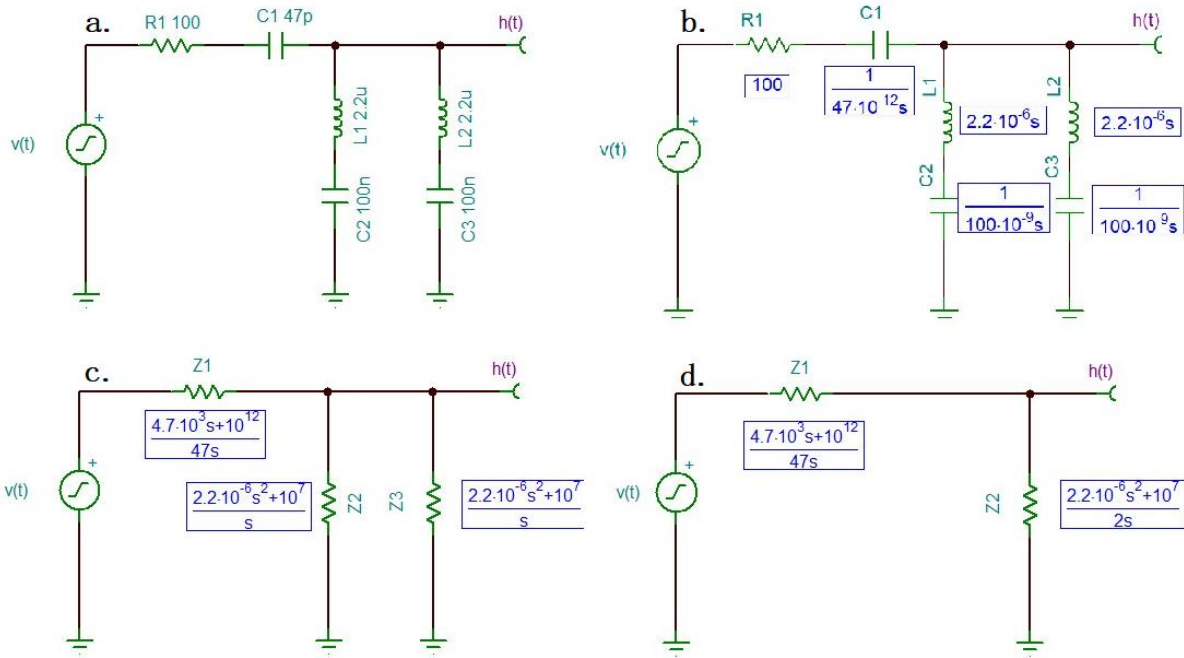 a.
R1 100
C1 47p
h(t)
v(t)
+
L1 2.2u
L2 2.2u
C2 100n
C3 100n
b.
R1
C1
h(t)
100
1
47·10 12s
v(t)
+
L1
2.2·10-6s
L2
2.2·10-6s
C2
1
100·10-9s
C3
1
100·10 9s
c.
Z1
h(t)
4.7·10³s+10¹²
47s
v(t)
+
2.2·10⁻⁶s²+10⁷
s
Z2
Z3
2.2·10⁻⁶s²+10⁷
s
d.
Z1
h(t)
4.7·10³s+10¹²
47s
v(t)
+
Z2
2.2·10⁻⁶s²+10⁷
2s